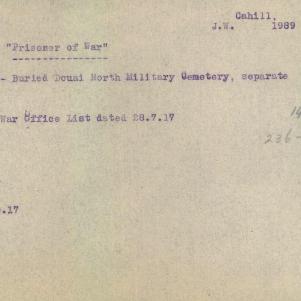 Cahill,
J.W. 1989
"Prisoner of War"
- Buried Douai North Military Cemetery, separate
War Office List dated 28.7.17
236-
.17